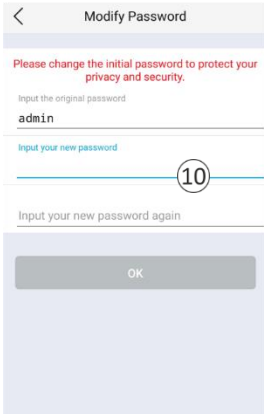 Modify Password
Please change the initial password to protect your
privacy and security.
Input the original password
admin
Input your new password
10
Input your new password again
OK